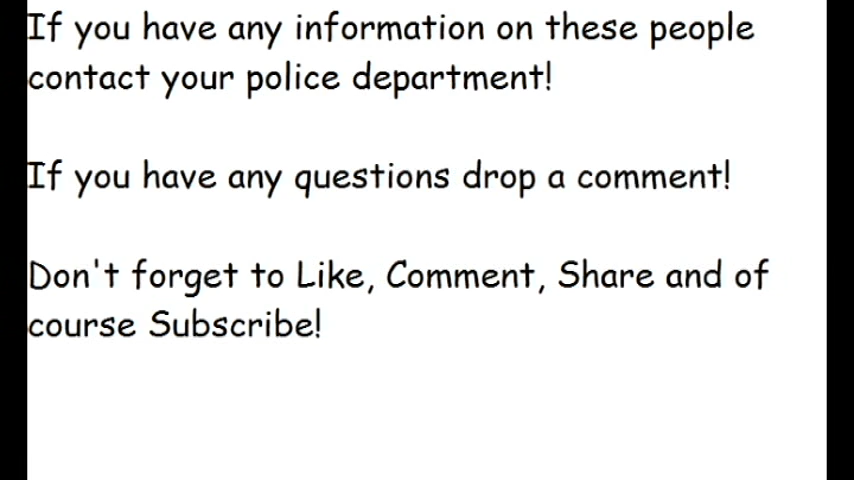 If you have any information on these people
contact your police department!
If you have any questions drop a comment!
Don't forget to Like, Comment, Share and of
course Subscribe!